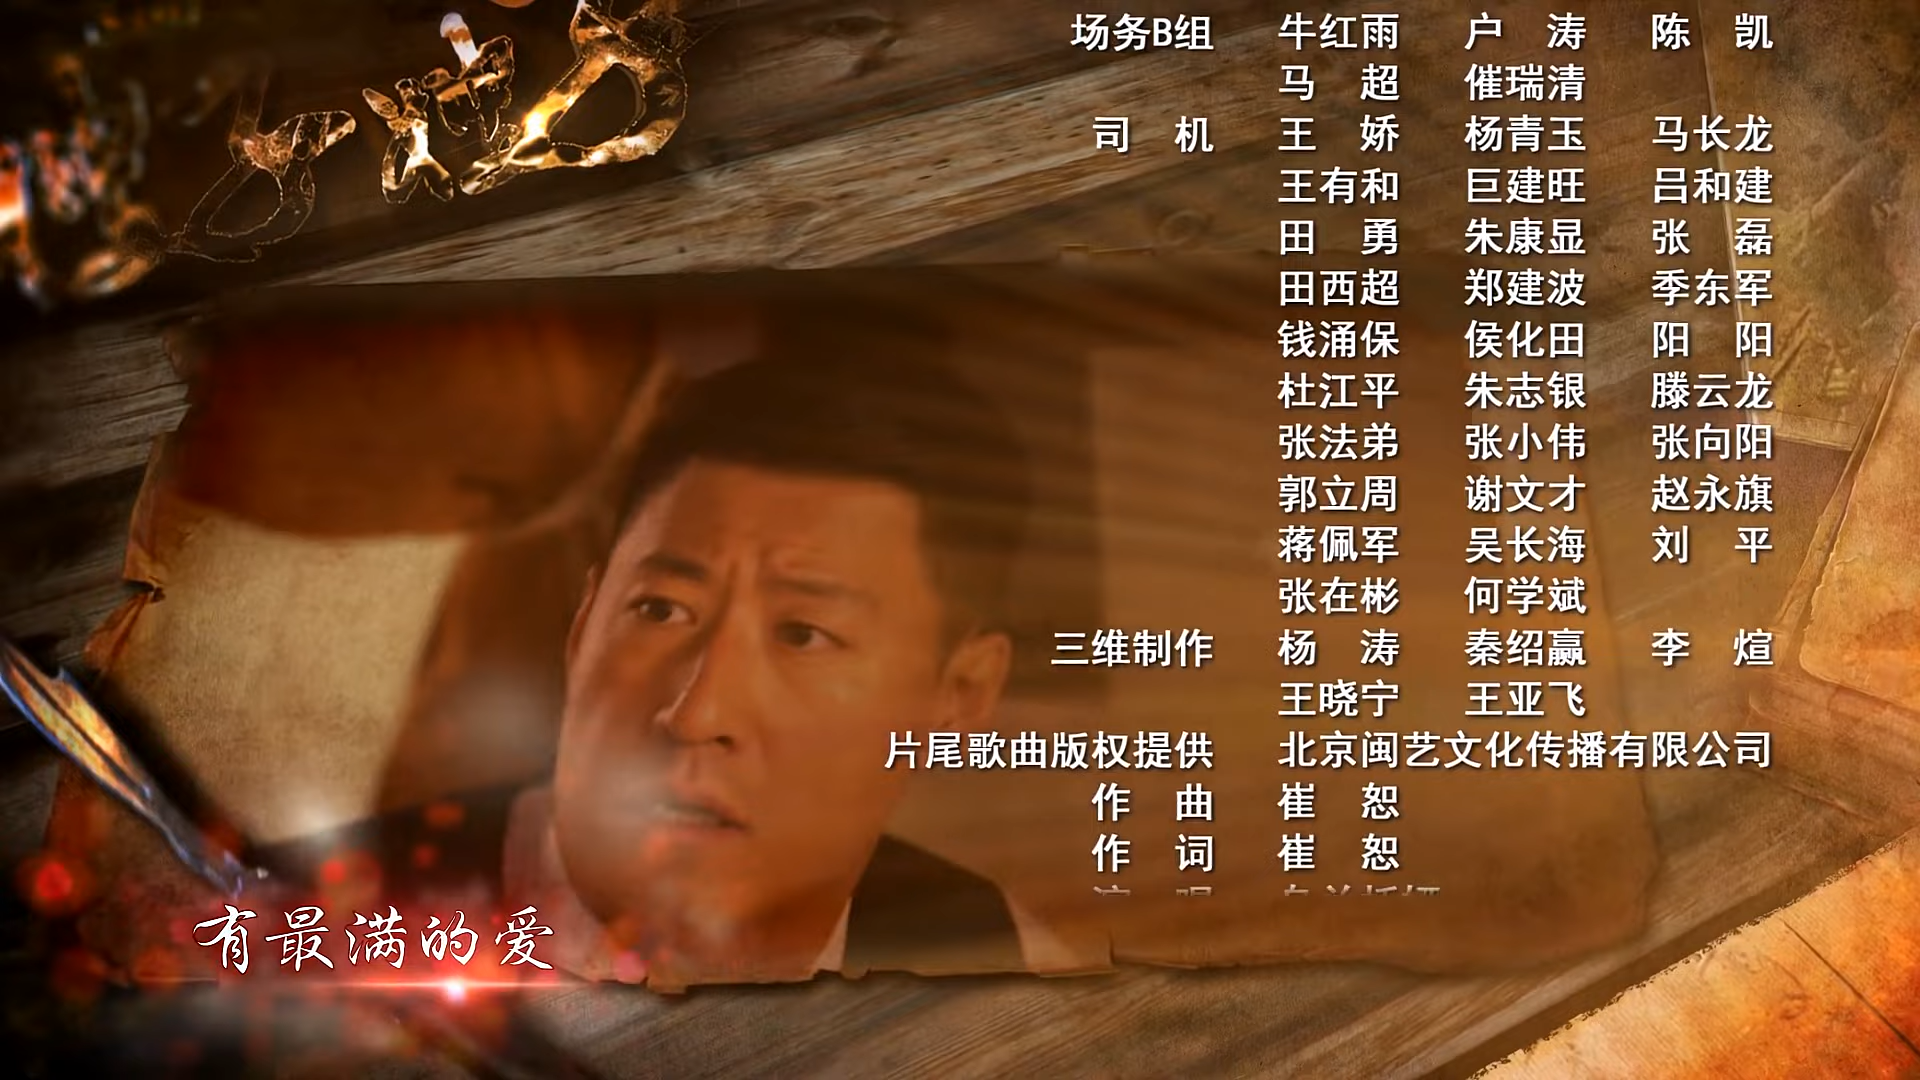 场务B组 牛红雨 户 涛 陈 凯
马 超 催瑞清
司 机 王 娇 杨青玉 马长龙
王有和 巨建旺 吕和建
田 勇 朱康显 张 磊
田西超 郑建波 季东军
钱涌保 侯化田 阳 阳
杜江平 朱志银 滕云龙
张法弟 张小伟 张向阳
郭立周 谢文才 赵永旗
蒋佩军 吴长海 刘 平
张在彬 何学斌
三维制作 杨 涛 秦绍赢 李 煊
王晓宁 王亚飞
片尾歌曲版权提供 北京闽艺文化传播有限公司
作 曲 崔 恕
作 词 崔 恕
有最满的爱